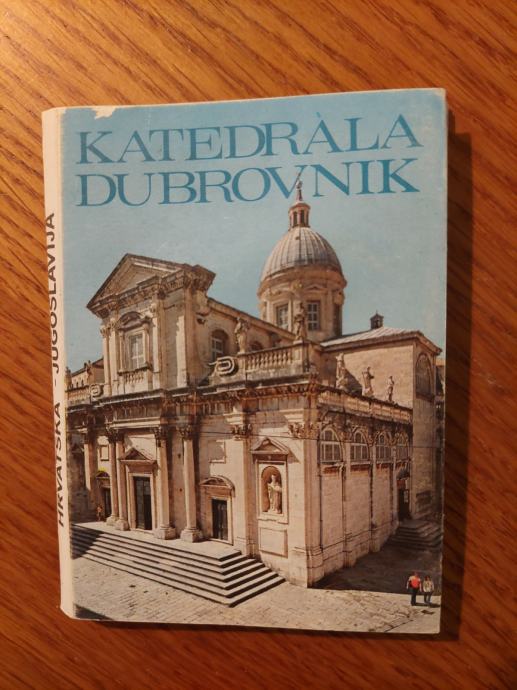 KATEDRALA
DUBROVNIK
HRVATSKA - JUGOSLAVIJA